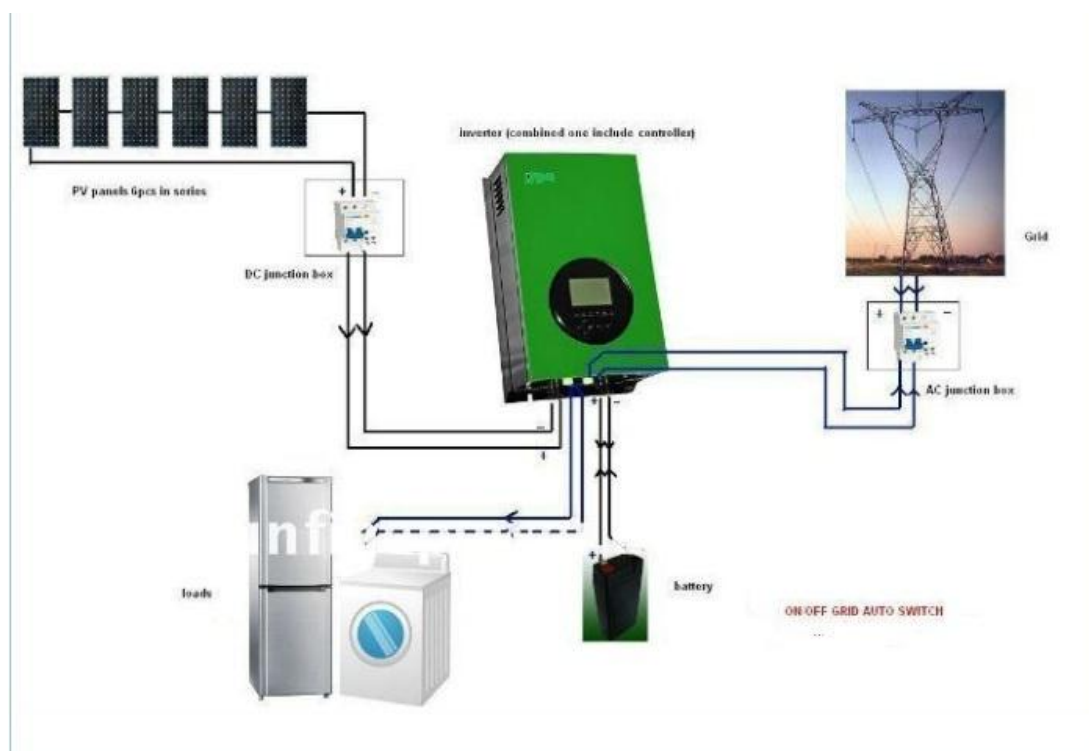 inverter (combined one include controller)
PV panels 6pcs in series
+ -
DC junction box
Grid
+ -
AC junction box
+ -
-
+
+
battery
loads
ON\OFF GRID AUTO SWITCH
...